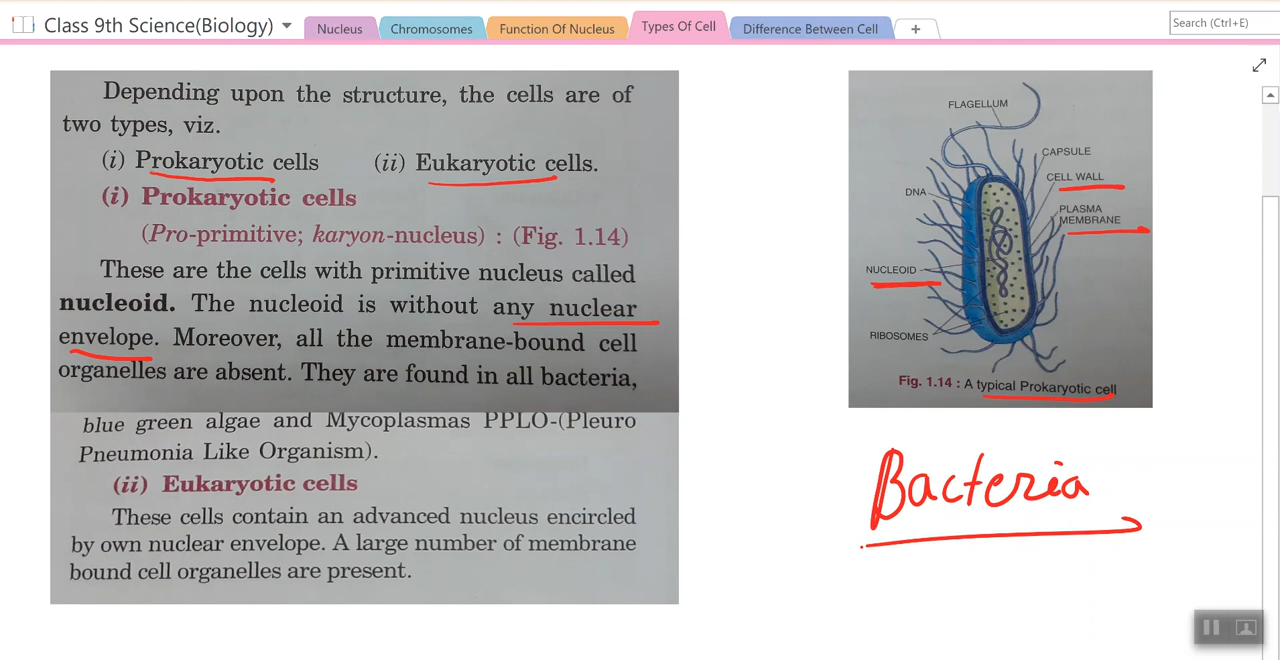 Class 9th Science(Biology)
Nucleus
Chromosomes
Function Of Nucleus
Types Of Cell
Difference Between Cell
+
Search (Ctrl+E)
Depending upon the structure, the cells are of
two types, viz.
(i) Prokaryotic cells (ii) Eukaryotic cells.
(i) Prokaryotic cells
(Pro-primitive; karyon-nucleus) : (Fig. 1.14)
These are the cells with primitive nucleus called
nucleoid. The nucleoid is without any nuclear
envelope. Moreover, all the membrane-bound cell
organelles are absent. They are found in all bacteria,
blue green algae and Mycoplasmas PPLO-(Pleuro
Pneumonia Like Organism).
(ii) Eukaryotic cells
These cells contain an advanced nucleus encircled
by own nuclear envelope. A large number of membrane
bound cell organelles are present.
FLAGELLUM
CAPSULE
CELL WALL
DNA
PLASMA
MEMBRANE
NUCLEOID
RIBOSOMES
Fig. 1.14 : A typical Prokaryotic cell
Bacteria